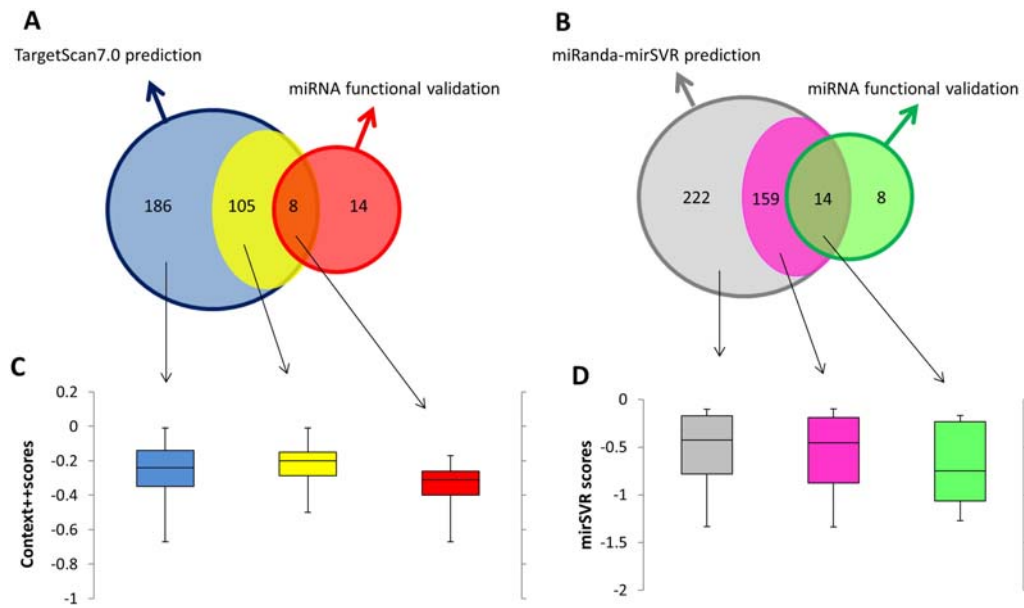 A
TargetScan7.0 prediction
miRNA functional validation
186
105
8
14
B
miRanda-mirSVR prediction
miRNA functional validation
222
159
14
8
C
Context++scores
0.2
0
-0.2
-0.4
-0.6
-0.8
-1
D
mirSVR scores
0
-0.5
-1
-1.5
-2